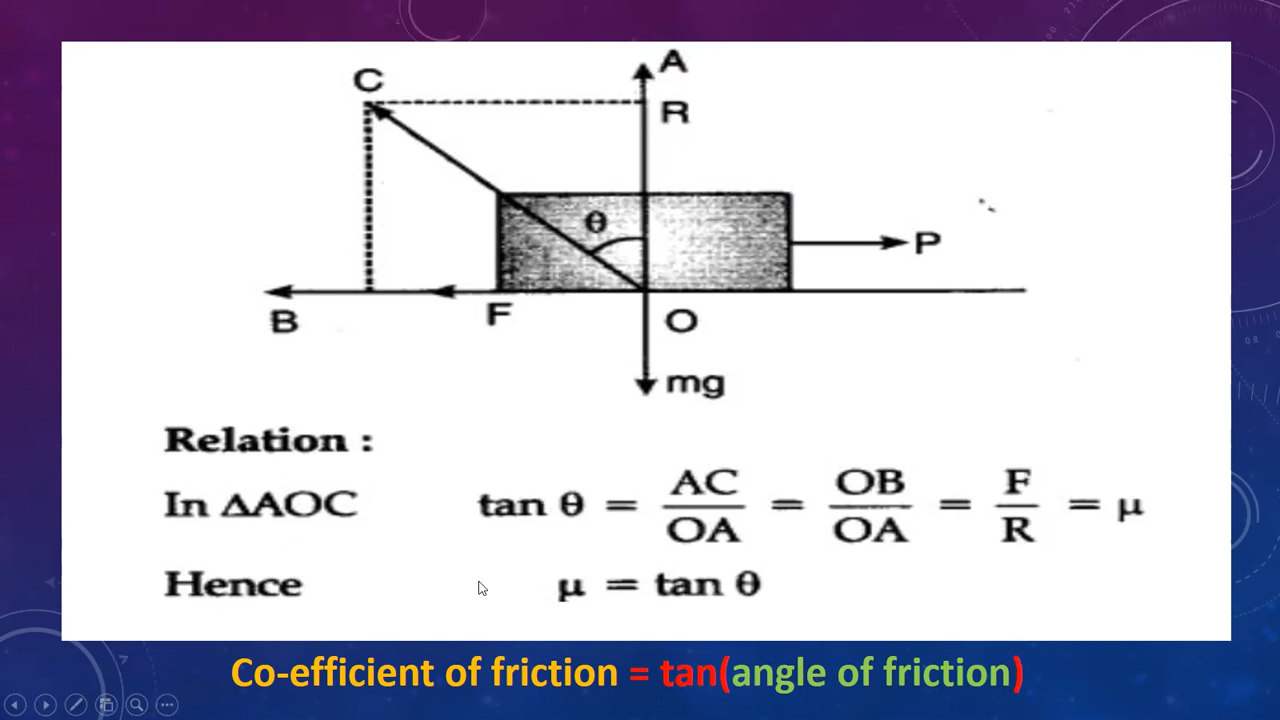 C
A
R
θ
P
B
F
O
mg
Relation :
In ΔAOC tan θ = AC/OA = OB/OA = F/R = μ
Hence μ = tan θ
Co-efficient of friction = tan(angle of friction)